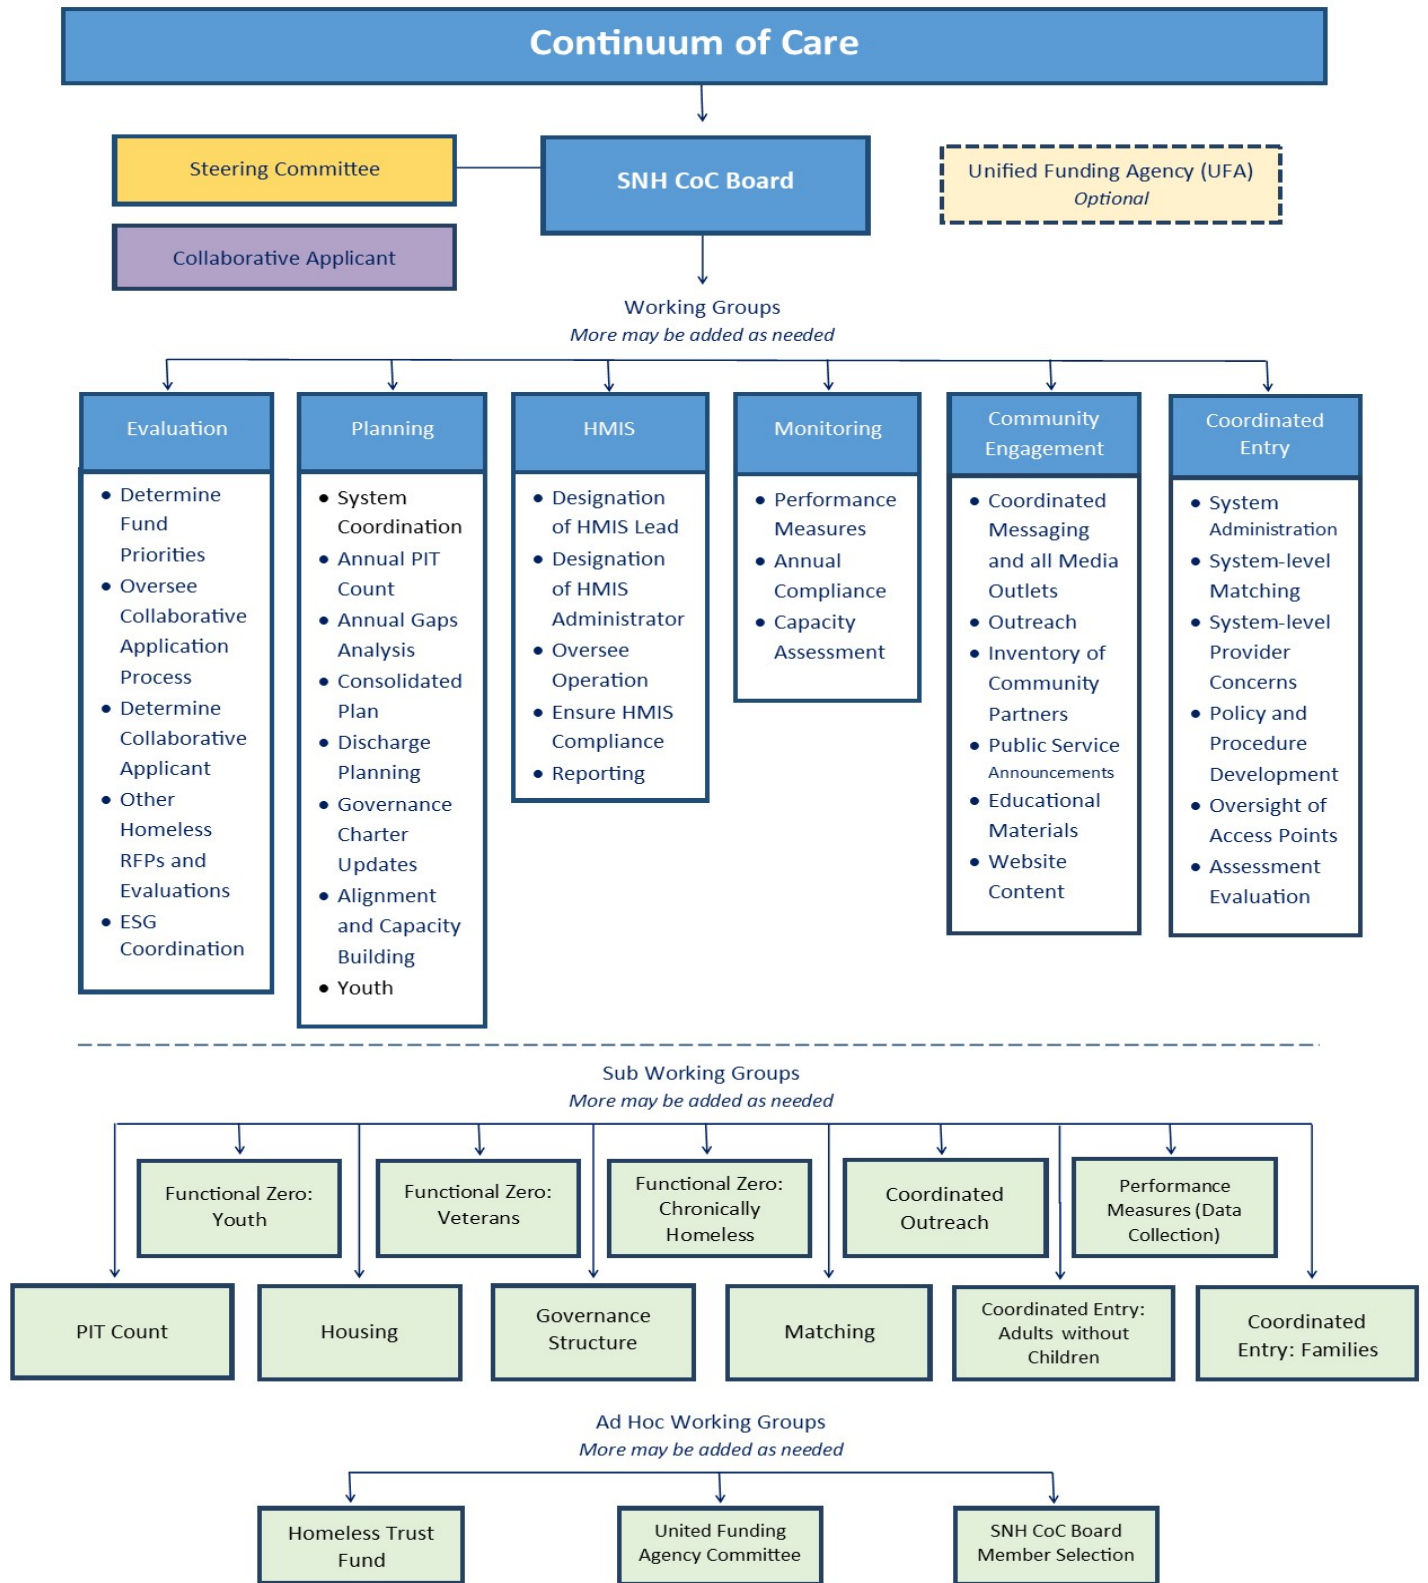 Continuum of Care
Steering Committee
SNH CoC Board
Unified Funding Agency (UFA)
Optional
Collaborative Applicant
Working Groups
More may be added as needed
Evaluation
• Determine
Fund
Priorities
• Oversee
Collaborative
Application
Process
• Determine
Collaborative
Applicant
• Other
Homeless
RFPs and
Evaluations
• ESG
Coordination
Planning
• System
Coordination
• Annual PIT
Count
• Annual Gaps
Analysis
• Consolidated
Plan
• Discharge
Planning
• Governance
Charter
Updates
• Alignment
and Capacity
Building
• Youth
HMIS
• Designation
of HMIS Lead
• Designation
of HMIS
Administrator
• Oversee
Operation
• Ensure HMIS
Compliance
• Reporting
Monitoring
• Performance
Measures
• Annual
Compliance
• Capacity
Assessment
Community
Engagement
• Coordinated
Messaging
and all Media
Outlets
• Outreach
• Inventory of
Community
Partners
• Public Service
Announcements
• Educational
Materials
• Website
Content
Coordinated
Entry
• System
Administration
• System-level
Matching
• System-level
Provider
Concerns
• Policy and
Procedure
Development
• Oversight of
Access Points
• Assessment
Evaluation
Sub Working Groups
More may be added as needed
Functional Zero:
Youth
Functional Zero:
Veterans
Functional Zero:
Chronically
Homeless
Coordinated
Outreach
Performance
Measures (Data
Collection)
PIT Count
Housing
Governance
Structure
Matching
Coordinated Entry:
Adults without
Children
Coordinated
Entry: Families
Ad Hoc Working Groups
More may be added as needed
Homeless Trust
Fund
United Funding
Agency Committee
SNH CoC Board
Member Selection